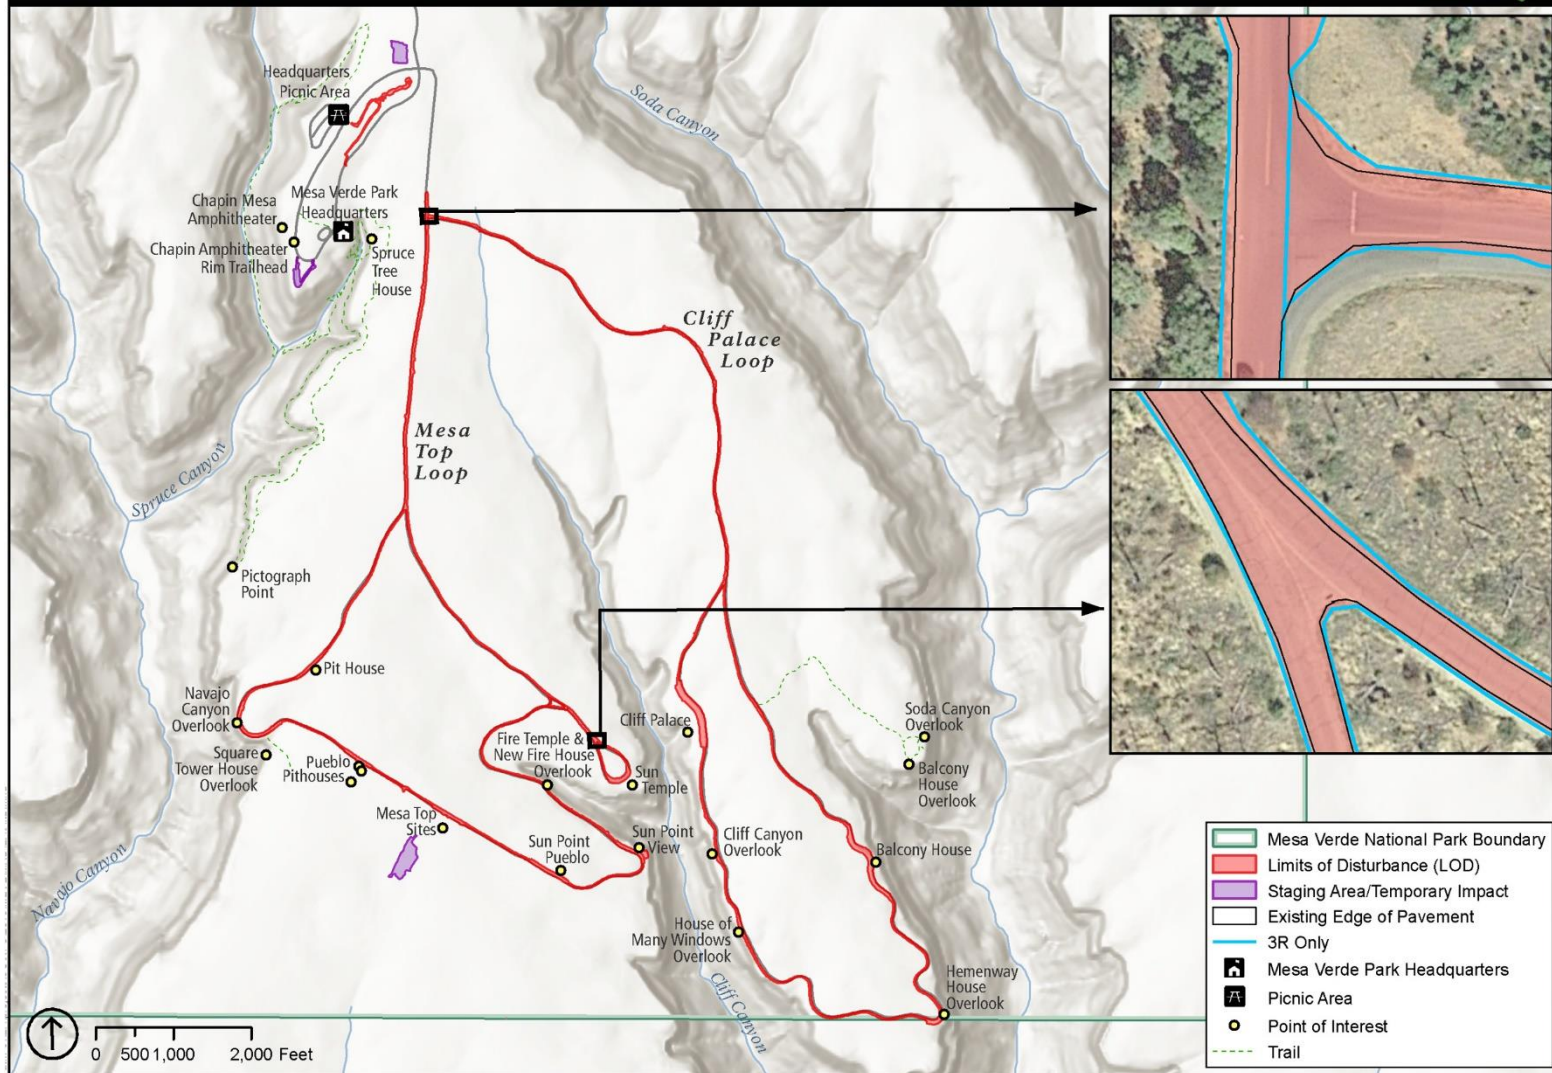 Headquarters
Picnic Area
Soda Canyon
Chapin Mesa
Amphitheater
Mesa Verde Park
Headquarters
Chapin Amphitheater
Rim Trailhead
Spruce
Tree
House
Cliff
Palace
Loop
Mesa
Top
Loop
Spruce Canyon
Pictograph
Point
Pit House
Navajo
Canyon
Overlook
Square
Tower House
Overlook
Pueblo
Pithouses
Mesa Top
Sites
Fire Temple &
New Fire House
Overlook
Cliff Palace
Sun
Temple
Soda Canyon
Overlook
Balcony
House
Overlook
Sun Point
Pueblo
Sun Point
View
Cliff Canyon
Overlook
Balcony House
Navajo Canyon
House of
Many Windows
Overlook
Cliff Canyon
Hemenway
House
Overlook
0 500 1,000 2,000 Feet
Mesa Verde National Park Boundary
Limits of Disturbance (LOD)
Staging Area/Temporary Impact
Existing Edge of Pavement
3R Only
Mesa Verde Park Headquarters
Picnic Area
Point of Interest
Trail